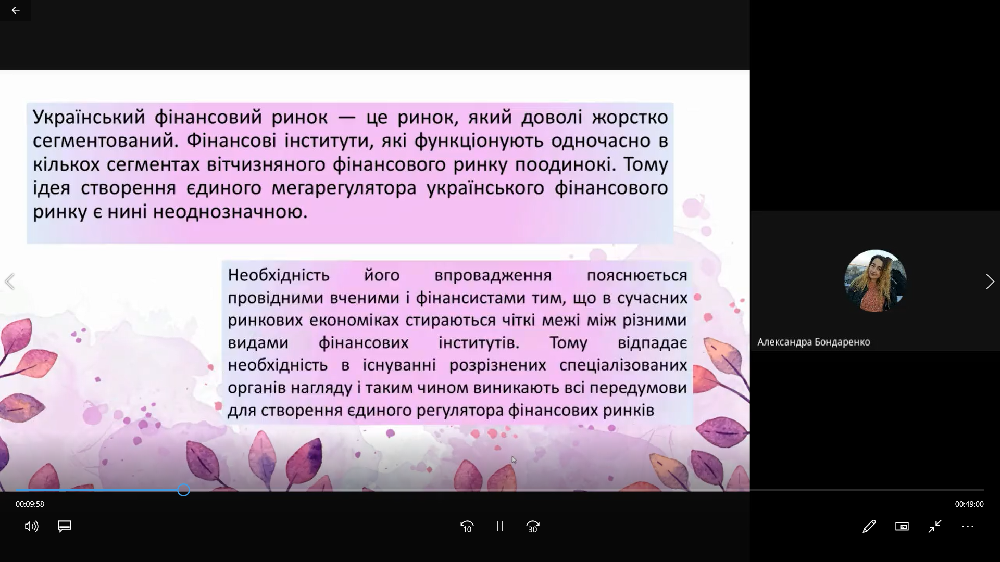 Український фінансовий ринок — це ринок, який доволі жорстко
сегментований. Фінансові інститути, які функціонують одночасно в
кількох сегментах вітчизняного фінансового ринку поодинокі. Тому
ідея створення єдиного мегарегулятора українського фінансового
ринку є нині неоднозначною.
Необхідність його впровадження пояснюється
провідними вченими і фінансистами тим, що в сучасних
ринкових економіках стираються чіткі межі між різними
видами фінансових інститутів. Тому відпадає
необхідність в існуванні розрізнених спеціалізованих
органів нагляду і таким чином виникають всі передумови
для створення єдиного регулятора фінансових ринків
Александра Бондаренко
00:09:58
00:49:00
10
30